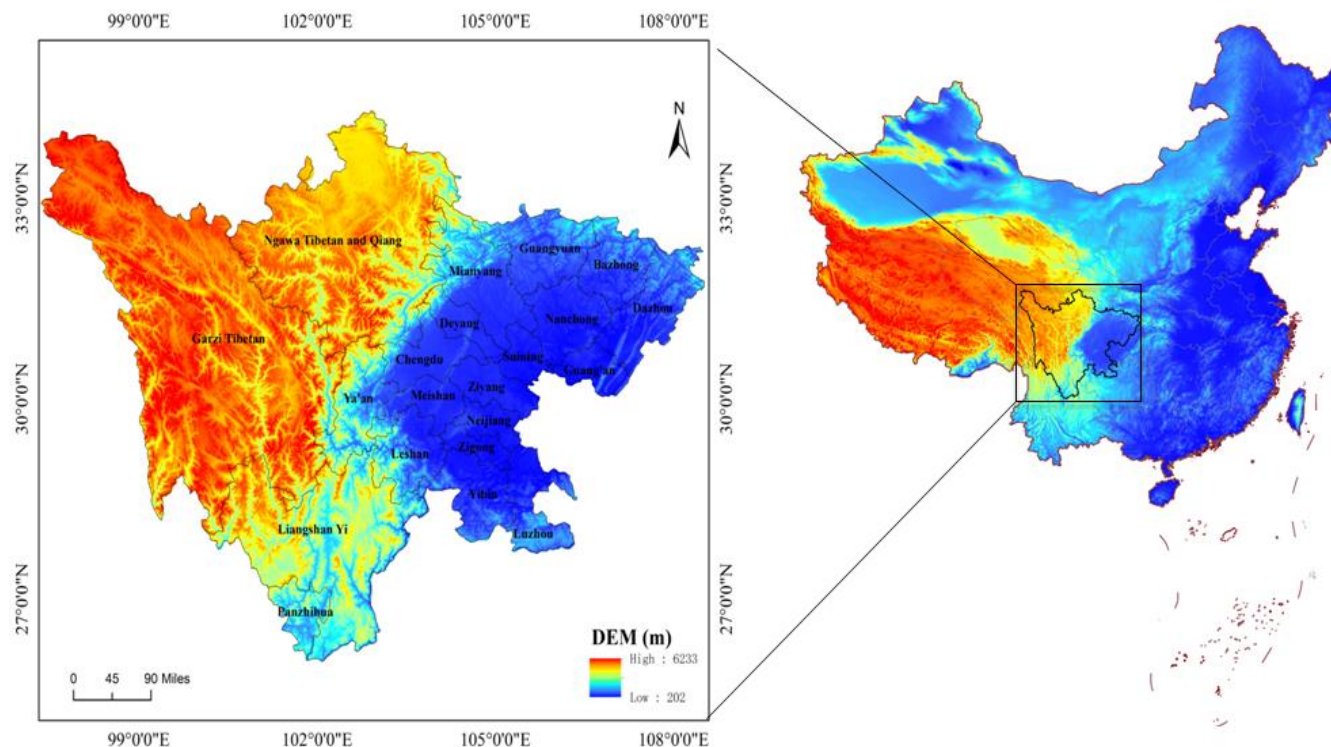 99°0'0"E 102°0'0"E 105°0'0"E 108°0'0"E
N
33°0'0"N
33°0'0"N
Ngawa Tibetan and Qiang
Guangyuan
Mianyang
Bazhong
Dazhou
Deyang
Nanchong
Garzi Tibetan
Chengdu
Suining
Guang'an
Ziyang
Meishan
Ya'an
30°0'0"N
30°0'0"N
Neijiang
Zigong
Leshan
Yibin
Liangshan Yi
Luzhou
27°0'0"N
27°0'0"N
Panzhihua
DEM (m)
High : 6233
Low : 202
0 45 90 Miles
99°0'0"E 102°0'0"E 105°0'0"E 108°0'0"E